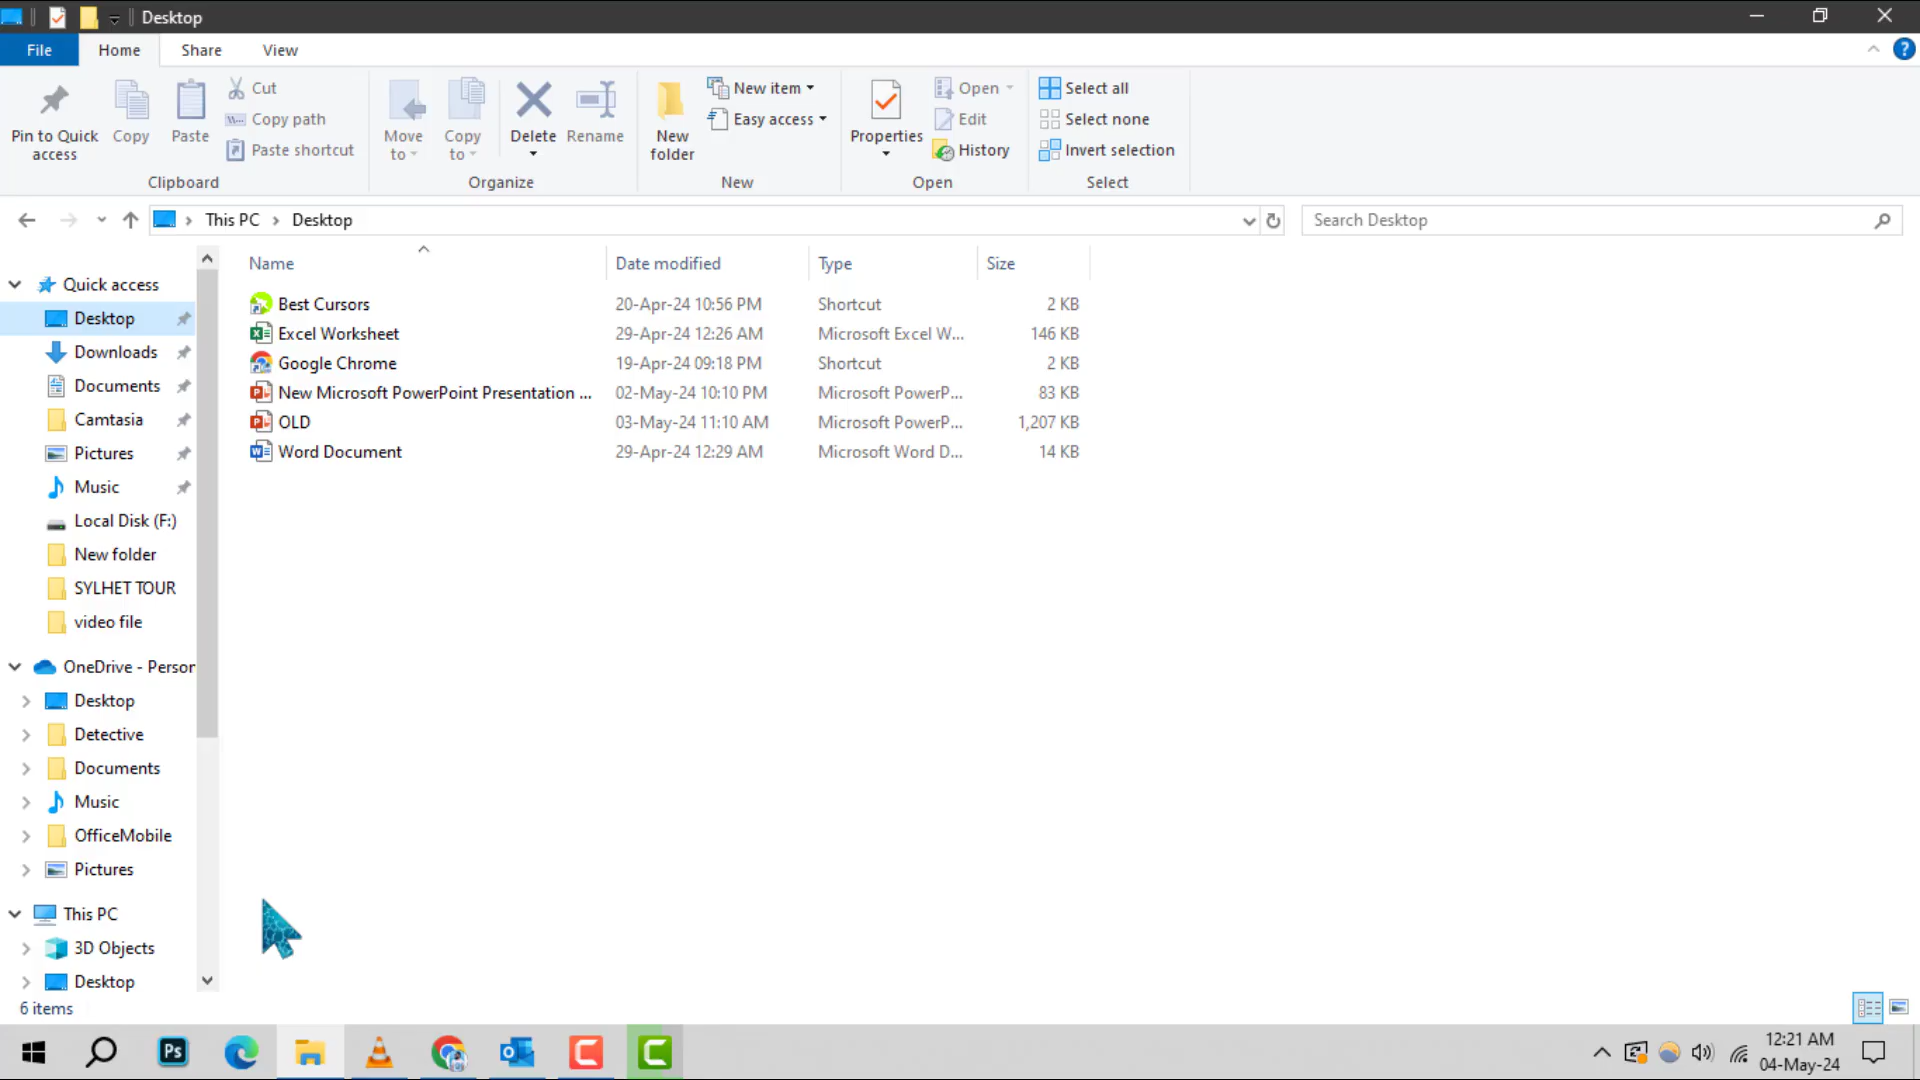 Desktop
File Home Share View
Pin to Quick access
Copy
Paste
Cut
Copy path
Paste shortcut
Clipboard
Move to
Copy to
Delete
Rename
Organize
New folder
New item
Easy access
New
Properties
Open
Edit
History
Open
Select all
Select none
Invert selection
Select
This PC > Desktop
Search Desktop
Name Date modified Type Size
Best Cursors 20-Apr-24 10:56 PM Shortcut 2 KB
Excel Worksheet 29-Apr-24 12:26 AM Microsoft Excel W... 146 KB
Google Chrome 19-Apr-24 09:18 PM Shortcut 2 KB
New Microsoft PowerPoint Presentation ... 02-May-24 10:10 PM Microsoft PowerP... 83 KB
OLD 03-May-24 11:10 AM Microsoft PowerP... 1,207 KB
Word Document 29-Apr-24 12:29 AM Microsoft Word D... 14 KB
Quick access
Desktop
Downloads
Documents
Camtasia
Pictures
Music
Local Disk (F:)
New folder
SYLHET TOUR
video file
OneDrive - Person
Desktop
Detective
Documents
Music
OfficeMobile
Pictures
This PC
3D Objects
Desktop
6 items
Ps
12:21 AM
04-May-24